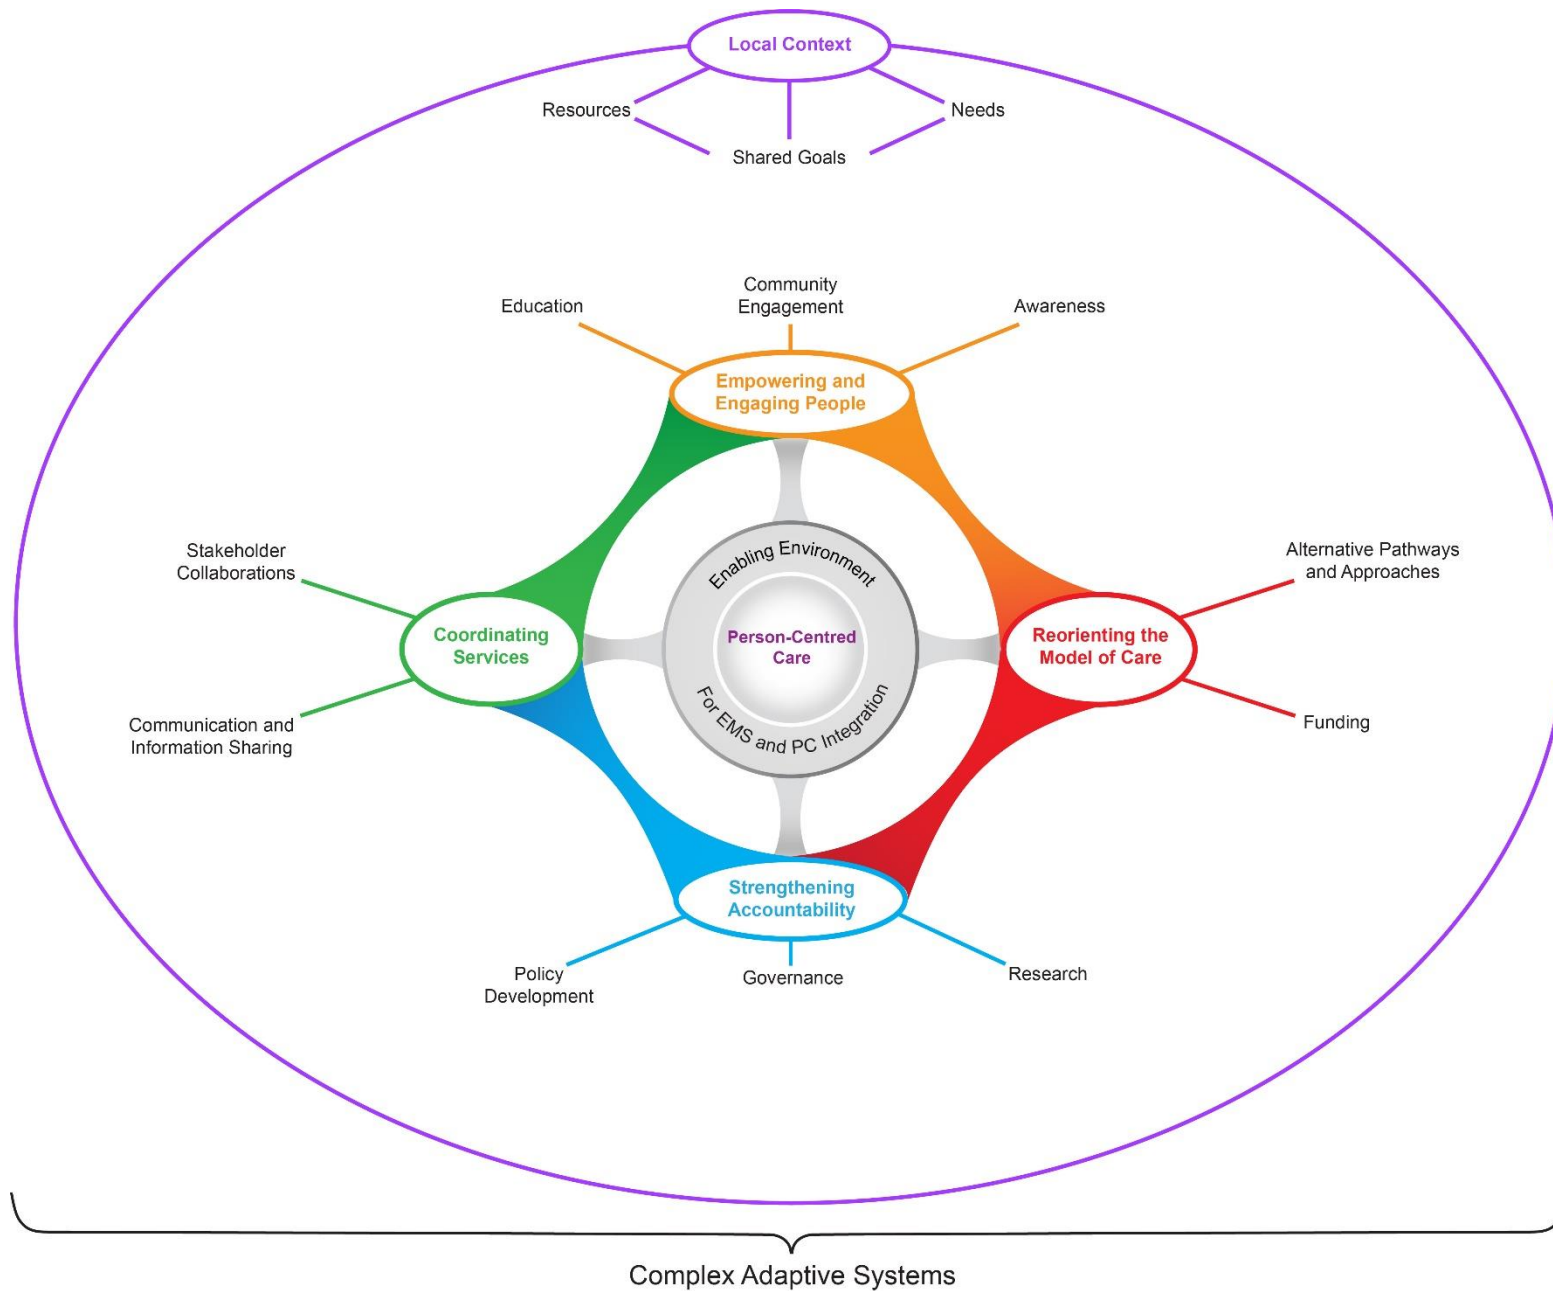 Local Context
Resources
Needs
Shared Goals
Community
Engagement
Education
Awareness
Empowering and
Engaging People
Stakeholder
Collaborations
Alternative Pathways
and Approaches
Enabling Environment
Coordinating
Services
Person-Centred
Care
Reorienting the
Model of Care
For EMS and PC Integration
Communication and
Information Sharing
Funding
Strengthening
Accountability
Policy
Development
Governance
Research
Complex Adaptive Systems